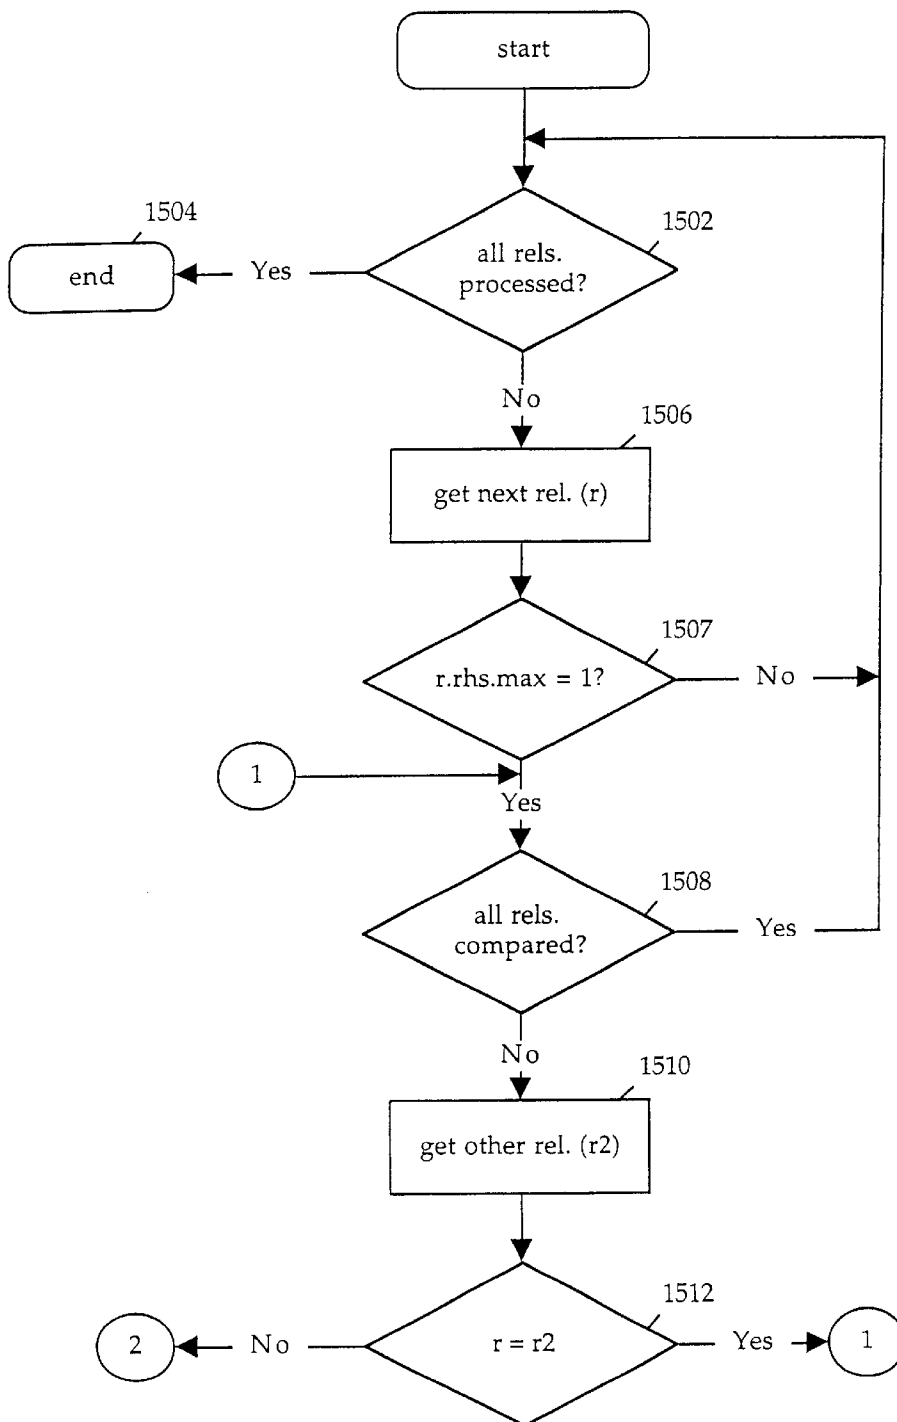 start
1504
1502
all rels.
processed?
end
Yes
No
1506
get next rel. (r)
1507
r.rhs.max = 1?
No
1
Yes
1508
all rels.
compared?
Yes
No
1510
get other rel. (r2)
1512
2
No
r = r2
Yes
1